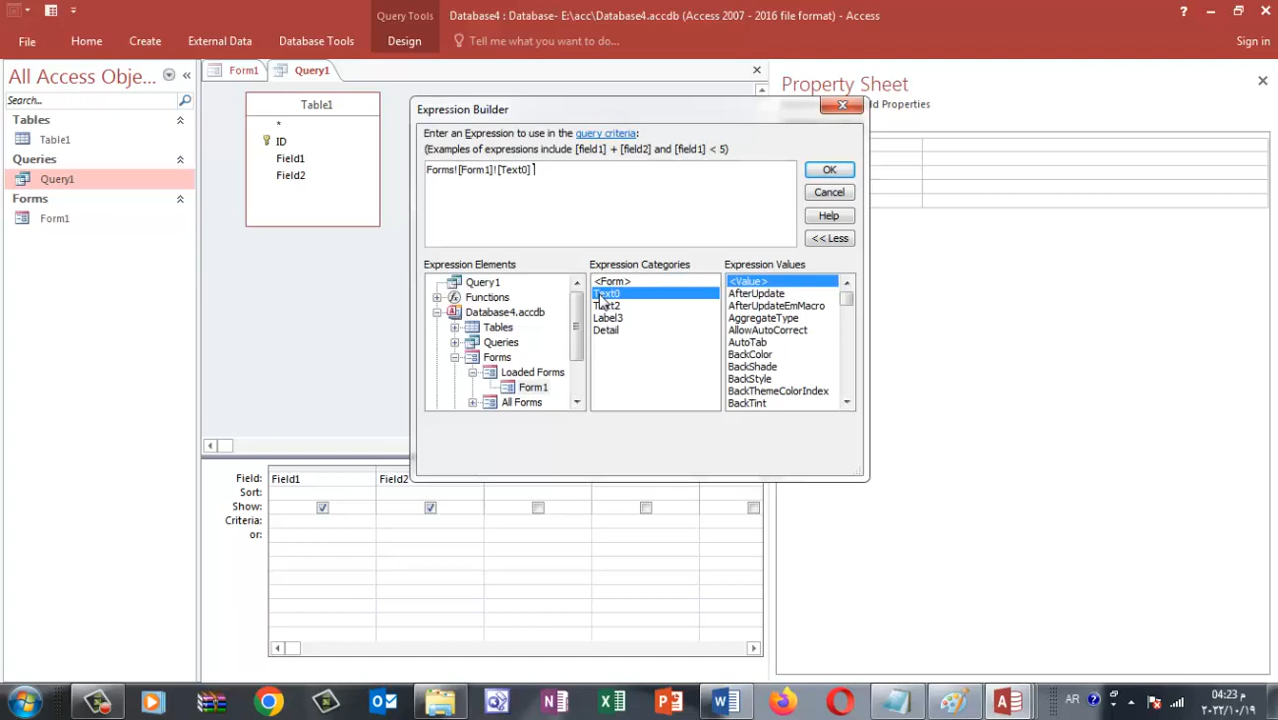 Query Tools
Database4 : Database- E:\acc\Database4.accdb (Access 2007 - 2016 file format) - Access
?
File
Home
Create
External Data
Database Tools
Design
Tell me what you want to do...
Sign in
All Access Obje... «
Search...
Tables
Table1
Queries
Query1
Forms
Form1
Form1
Query1
Table1
*
ID
Field1
Field2
Property Sheet
ld Properties
Expression Builder
Enter an Expression to use in the query criteria:
(Examples of expressions include [field1] + [field2] and [field1] < 5)
Forms![Form1]![Text0]
OK
Cancel
Help
<< Less
Expression Elements
Expression Categories
Expression Values
Query1
Functions
Database4.accdb
Tables
Queries
Forms
Loaded Forms
Form1
All Forms
<Form>
Text0
Text2
Label3
Detail
<Value>
AfterUpdate
AfterUpdateEmMacro
AggregateType
AllowAutoCorrect
AutoTab
BackColor
BackShade
BackStyle
BackThemeColorIndex
BackTint
Field: Field1 Field2
Sort:
Show:
Criteria:
or:
AR
04:23 م
٢٠٢٢/١٠/١٩